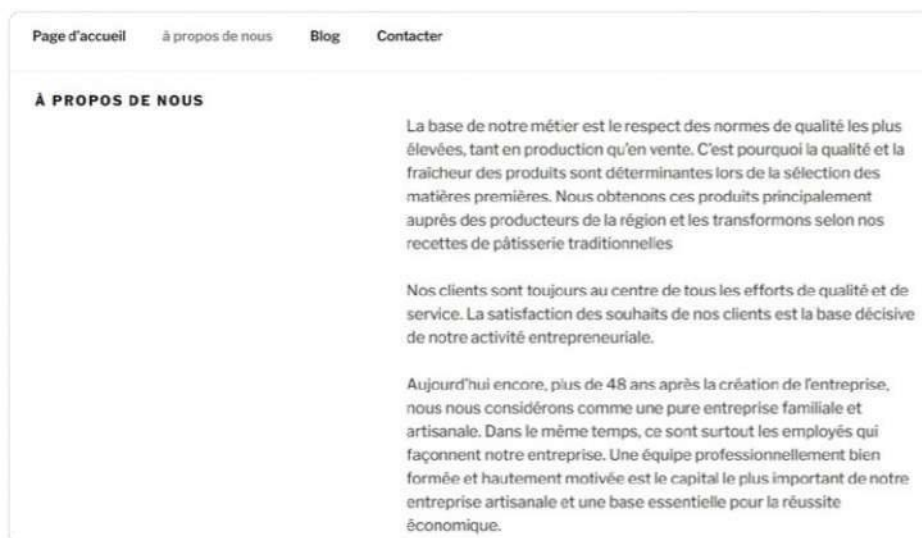 Page d'accueil à propos de nous Blog Contacter
À PROPOS DE NOUS
La base de notre métier est le respect des normes de qualité les plus
élevées, tant en production qu'en vente. C'est pourquoi la qualité et la
fraîcheur des produits sont déterminantes lors de la sélection des
matières premières. Nous obtenons ces produits principalement
auprès des producteurs de la région et les transformons selon nos
recettes de pâtisserie traditionnelles
Nos clients sont toujours au centre de tous les efforts de qualité et de
service. La satisfaction des souhaits de nos clients est la base décisive
de notre activité entrepreneuriale.
Aujourd'hui encore, plus de 48 ans après la création de l'entreprise,
nous nous considérons comme une pure entreprise familiale et
artisanale. Dans le même temps, ce sont surtout les employés qui
façonnent notre entreprise. Une équipe professionnellement bien
formée et hautement motivée est le capital le plus important de notre
entreprise artisanale et une base essentielle pour la réussite
économique.